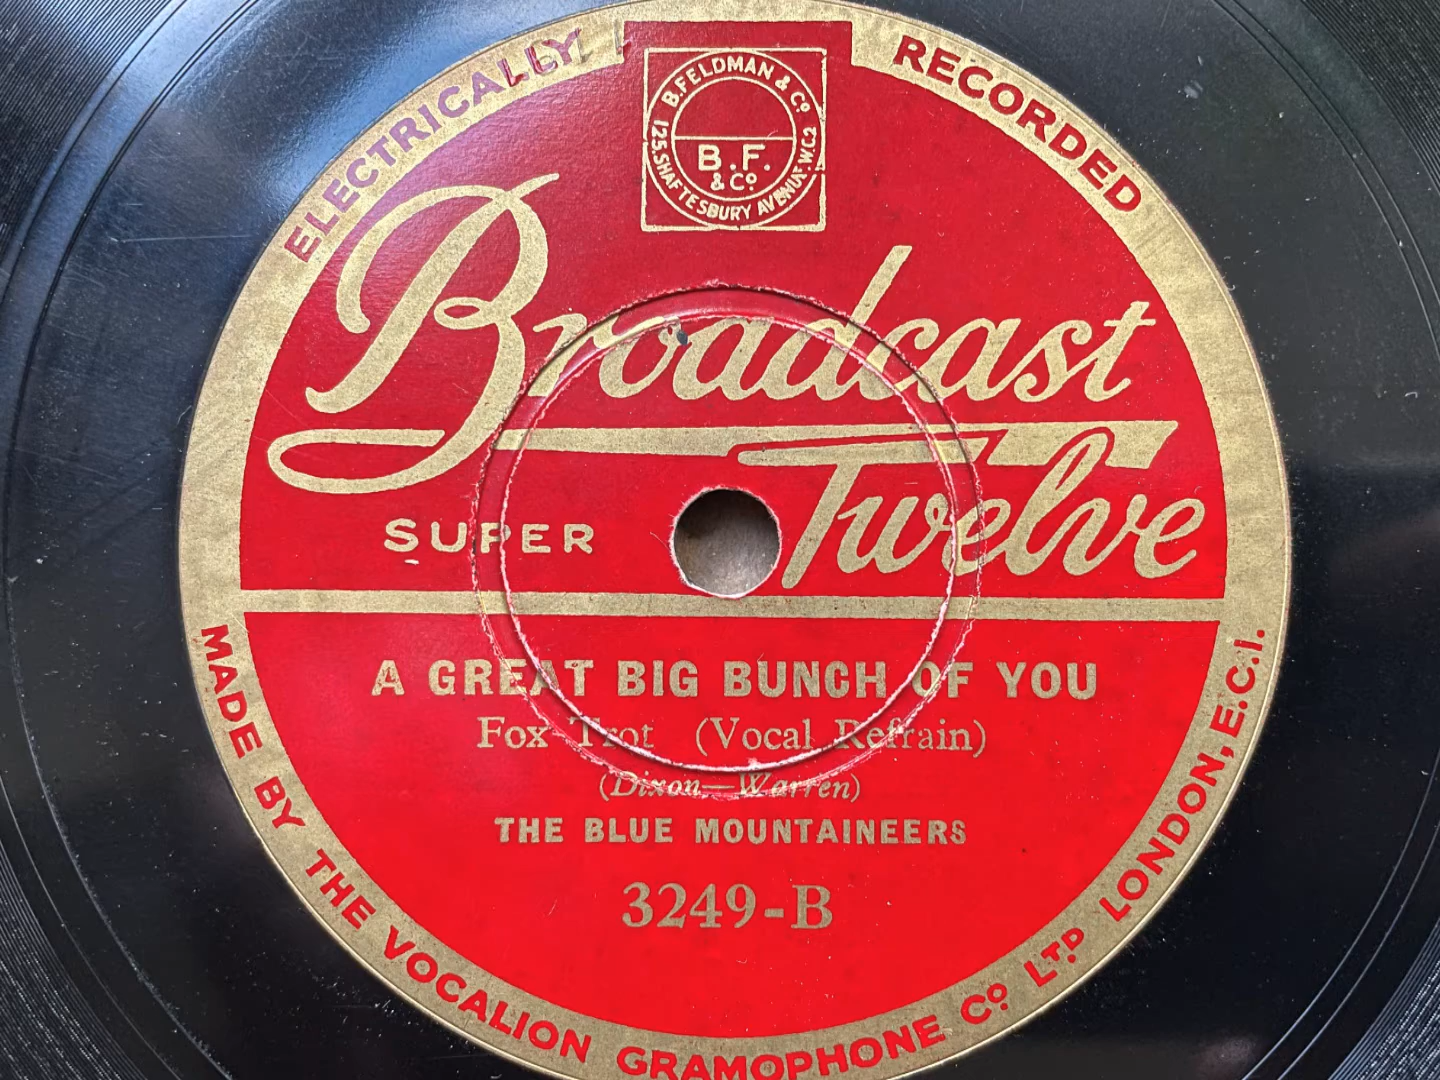 ELECTRICALLY RECORDED
B. FELDMAN & Co
125, SHAFTESBURY AVENUE. W.C.2
B. F.
& Co
Broadcast
Twelve
SUPER
A GREAT BIG BUNCH OF YOU
Fox Trot (Vocal Refrain)
(Dixon—Warren)
THE BLUE MOUNTAINEERS
3249-B
MADE BY THE VOCALION GRAMOPHONE Co LTD LONDON, E.C.1.